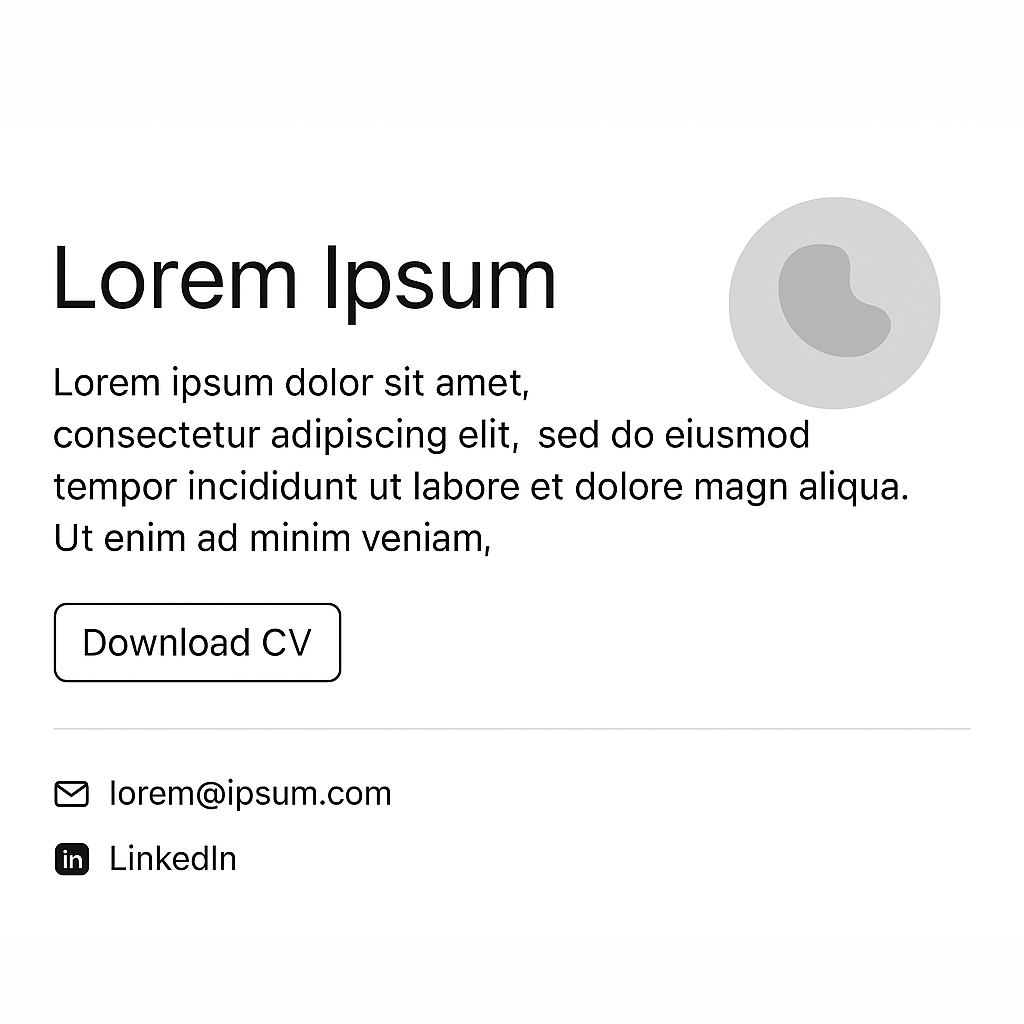 Lorem Ipsum
Lorem ipsum dolor sit amet,
consectetur adipiscing elit, sed do eiusmod
tempor incididunt ut labore et dolore magn aliqua.
Ut enim ad minim veniam,
Download CV
lorem@ipsum.com
in LinkedIn